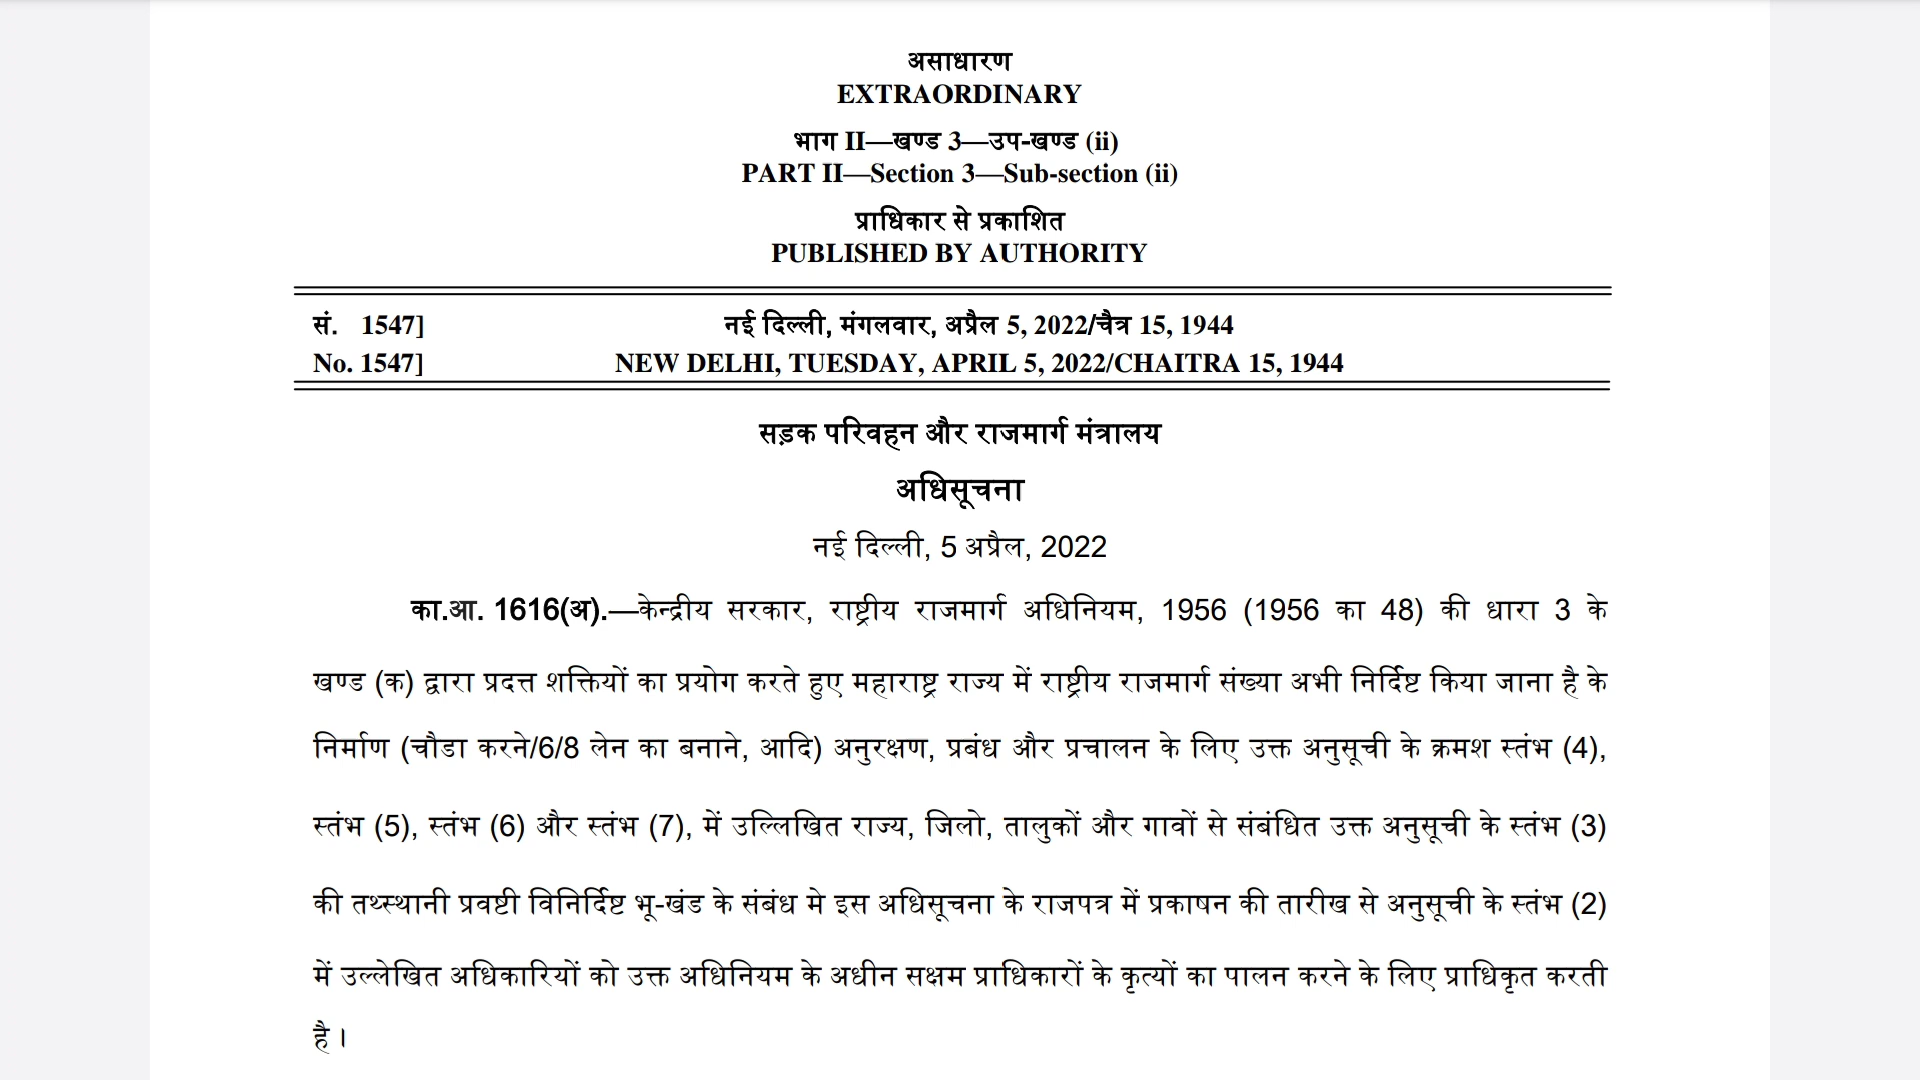 असाधारण
EXTRAORDINARY
भाग II—खण्ड 3—उप-खण्ड (ii)
PART II—Section 3—Sub-section (ii)
प्राधिकार से प्रकाशित
PUBLISHED BY AUTHORITY
सं. 1547] नई दिल्ली, मंगलवार, अप्रैल 5, 2022/चैत्र 15, 1944
No. 1547] NEW DELHI, TUESDAY, APRIL 5, 2022/CHAITRA 15, 1944
सड़क परिवहन और राजमार्ग मंत्रालय
अधिसूचना
नई दिल्ली, 5 अप्रैल, 2022
का.आ. 1616(अ).—केन्द्रीय सरकार, राष्ट्रीय राजमार्ग अधिनियम, 1956 (1956 का 48) की धारा 3 के
खण्ड (क) द्वारा प्रदत्त शक्तियों का प्रयोग करते हुए महाराष्ट्र राज्य में राष्ट्रीय राजमार्ग संख्या अभी निर्दिष्ट किया जाना है के
निर्माण (चौडा करने/6/8 लेन का बनाने, आदि) अनुरक्षण, प्रबंध और प्रचालन के लिए उक्त अनुसूची के क्रमश स्तंभ (4),
स्तंभ (5), स्तंभ (6) और स्तंभ (7), में उल्लिखित राज्य, जिलो, तालुकों और गावों से संबंधित उक्त अनुसूची के स्तंभ (3)
की तथ्स्थानी प्रवष्टी विनिर्दिष्ट भू-खंड के संबंध मे इस अधिसूचना के राजपत्र में प्रकाषन की तारीख से अनुसूची के स्तंभ (2)
में उल्लेखित अधिकारियों को उक्त अधिनियम के अधीन सक्षम प्राधिकारों के कृत्यों का पालन करने के लिए प्राधिकृत करती
है ।